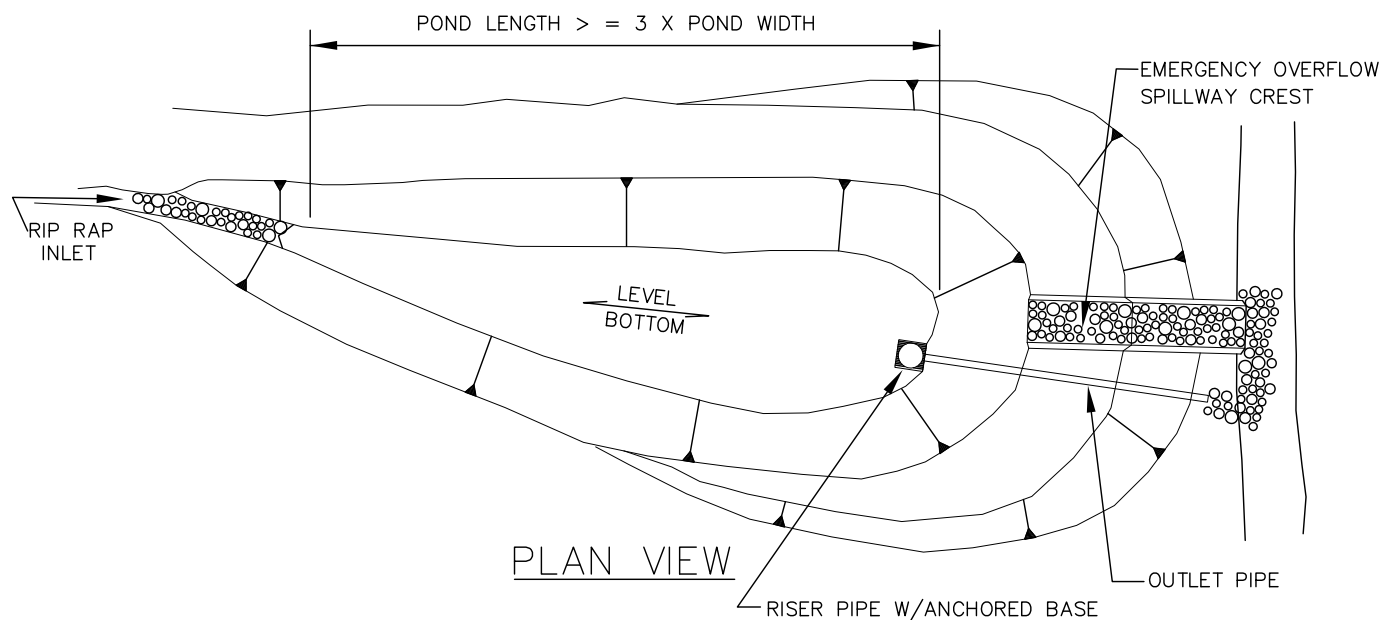 POND LENGTH > = 3 X POND WIDTH
EMERGENCY OVERFLOW
SPILLWAY CREST
RIP RAP
INLET
LEVEL
BOTTOM
PLAN VIEW
OUTLET PIPE
RISER PIPE W/ANCHORED BASE